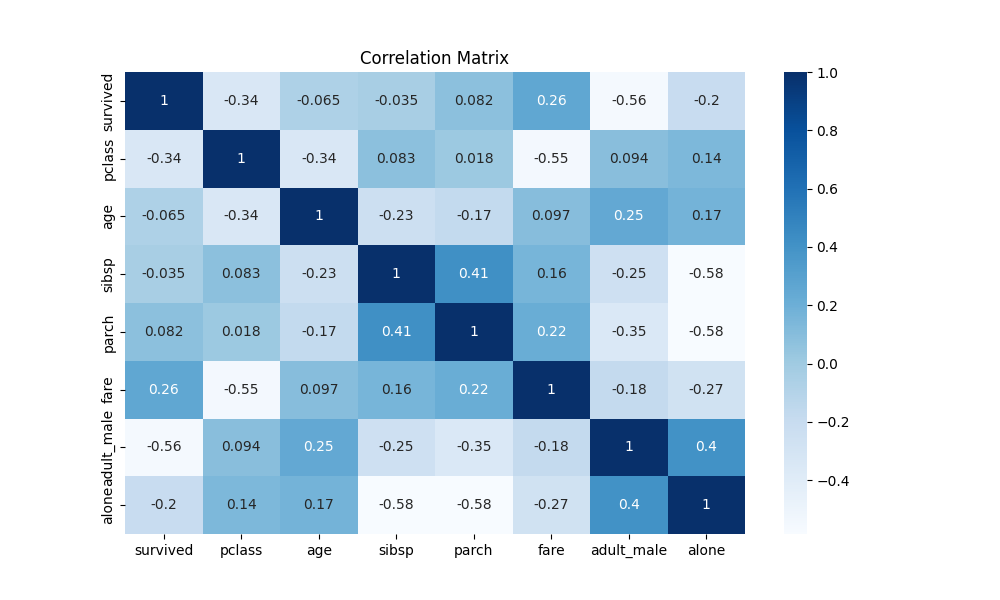 Correlation Matrix
survived 1 -0.34 -0.065 -0.035 0.082 0.26 -0.56 -0.2
pclass -0.34 1 -0.34 0.083 0.018 -0.55 0.094 0.14
age -0.065 -0.34 1 -0.23 -0.17 0.097 0.25 0.17
sibsp -0.035 0.083 -0.23 1 0.41 0.16 -0.25 -0.58
parch 0.082 0.018 -0.17 0.41 1 0.22 -0.35 -0.58
fare 0.26 -0.55 0.097 0.16 0.22 1 -0.18 -0.27
adult_male -0.56 0.094 0.25 -0.25 -0.35 -0.18 1 0.4
alone -0.2 0.14 0.17 -0.58 -0.58 -0.27 0.4 1
survived pclass age sibsp parch fare adult_male alone
1.0
0.8
0.6
0.4
0.2
0.0
−0.2
−0.4